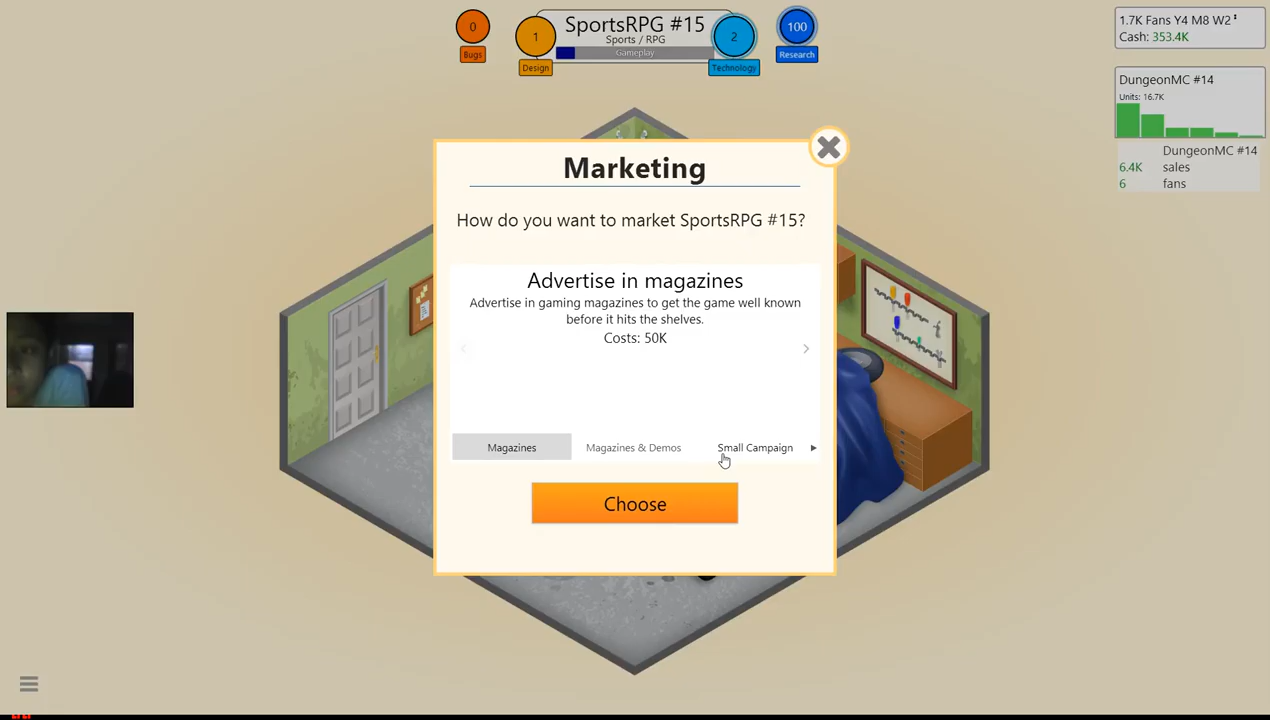 0
Bugs
1
Design
SportsRPG #15
Sports / RPG
Gameplay
2
Technology
100
Research
1.7K Fans Y4 M8 W2
Cash: 353.4K
DungeonMC #14
Units: 16.7K
DungeonMC #14
6.4K sales
6 fans
Marketing
How do you want to market SportsRPG #15?
Advertise in magazines
Advertise in gaming magazines to get the game well known
before it hits the shelves.
Costs: 50K
Magazines
Magazines & Demos
Small Campaign
Choose